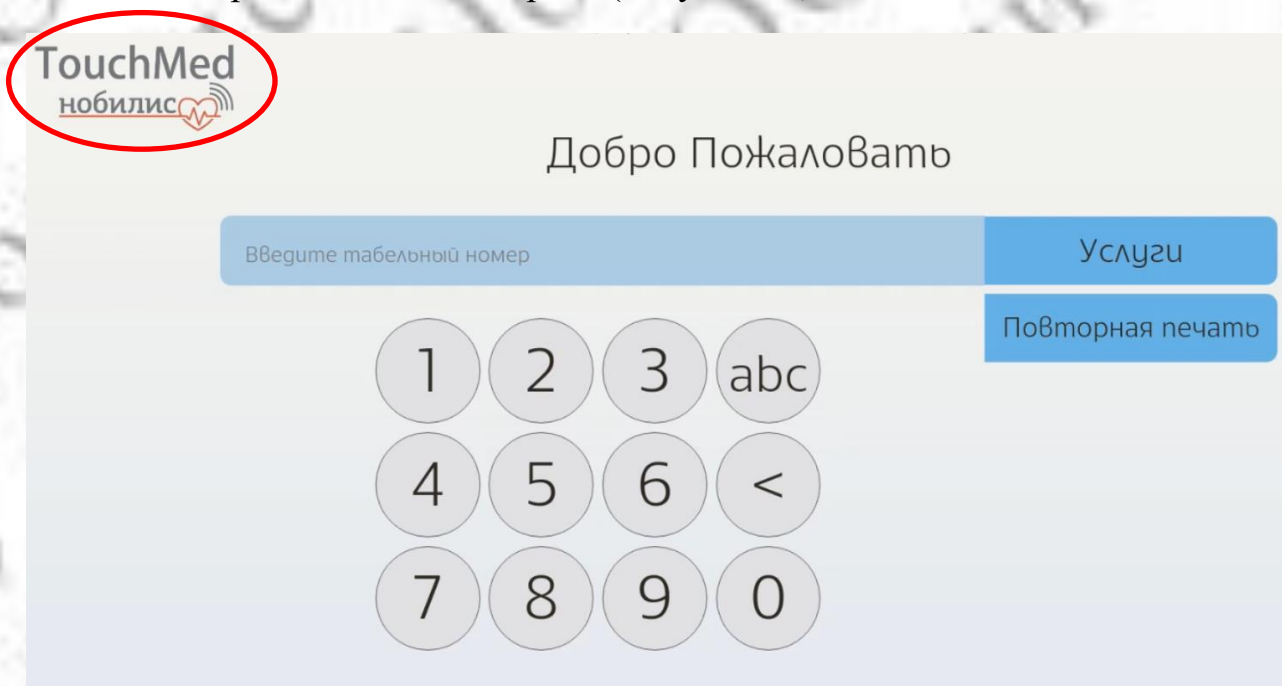 TouchMed
нобилис
Добро Пожаловать
Введите табельный номер
Услуги
Повторная печать
1 2 3 abc
4 5 6 <
7 8 9 0